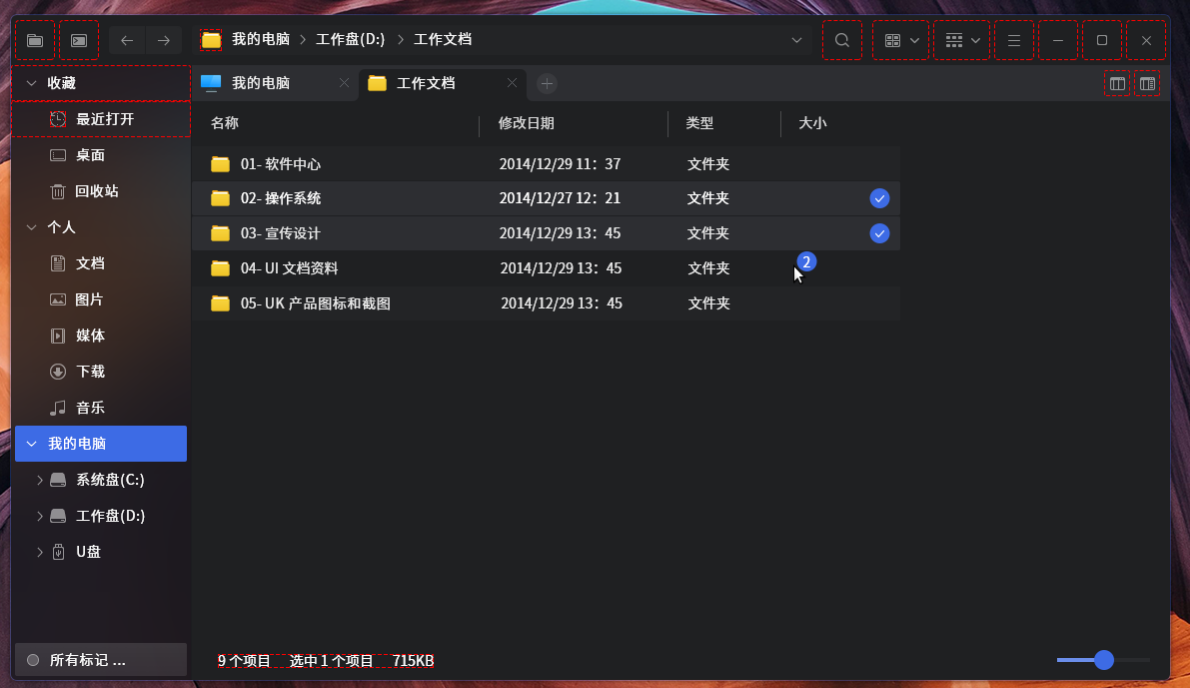 我的电脑 工作盘(D:) 工作文档
收藏
最近打开
桌面
回收站
个人
文档
图片
媒体
下载
音乐
我的电脑
系统盘(C:)
工作盘(D:)
U盘
所有标记 ...
我的电脑 工作文档
名称 修改日期 类型 大小
01- 软件中心 2014/12/29 11：37 文件夹
02- 操作系统 2014/12/27 12：21 文件夹
03- 宣传设计 2014/12/29 13：45 文件夹
04- UI 文档资料 2014/12/29 13：45 文件夹
2
05- UK 产品图标和截图 2014/12/29 13：45 文件夹
9 个项目 选中 1 个项目 715KB